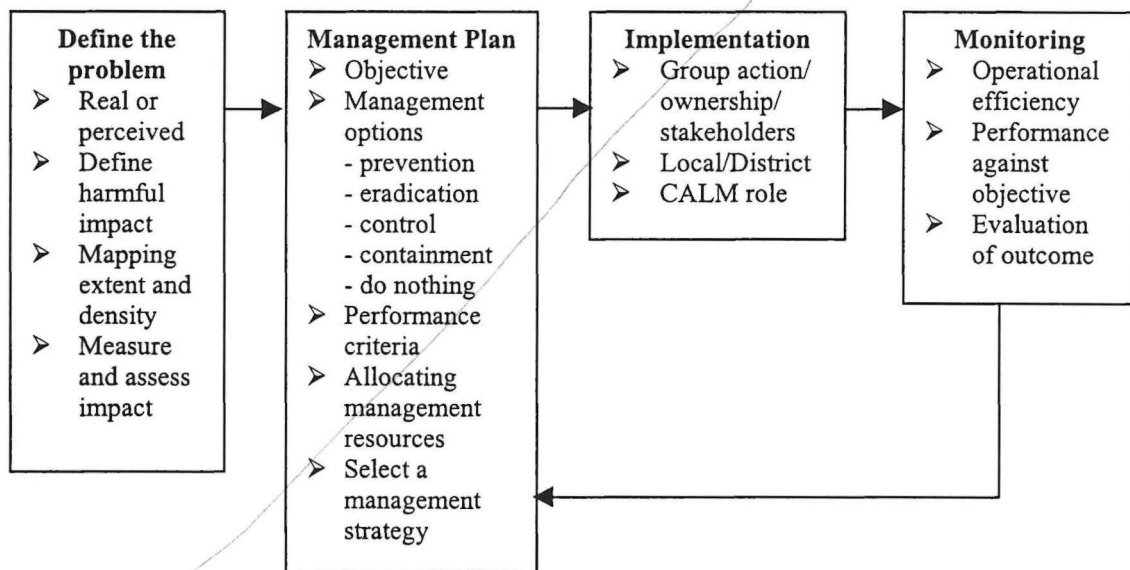 Define the
problem
➢ Real or
perceived
➢ Define
harmful
impact
➢ Mapping
extent and
density
➢ Measure
and assess
impact
Management Plan
➢ Objective
➢ Management
options
- prevention
- eradication
- control
- containment
- do nothing
➢ Performance
criteria
➢ Allocating
management
resources
➢ Select a
management
strategy
Implementation
➢ Group action/
ownership/
stakeholders
➢ Local/District
➢ CALM role
Monitoring
➢ Operational
efficiency
➢ Performance
against
objective
➢ Evaluation
of outcome